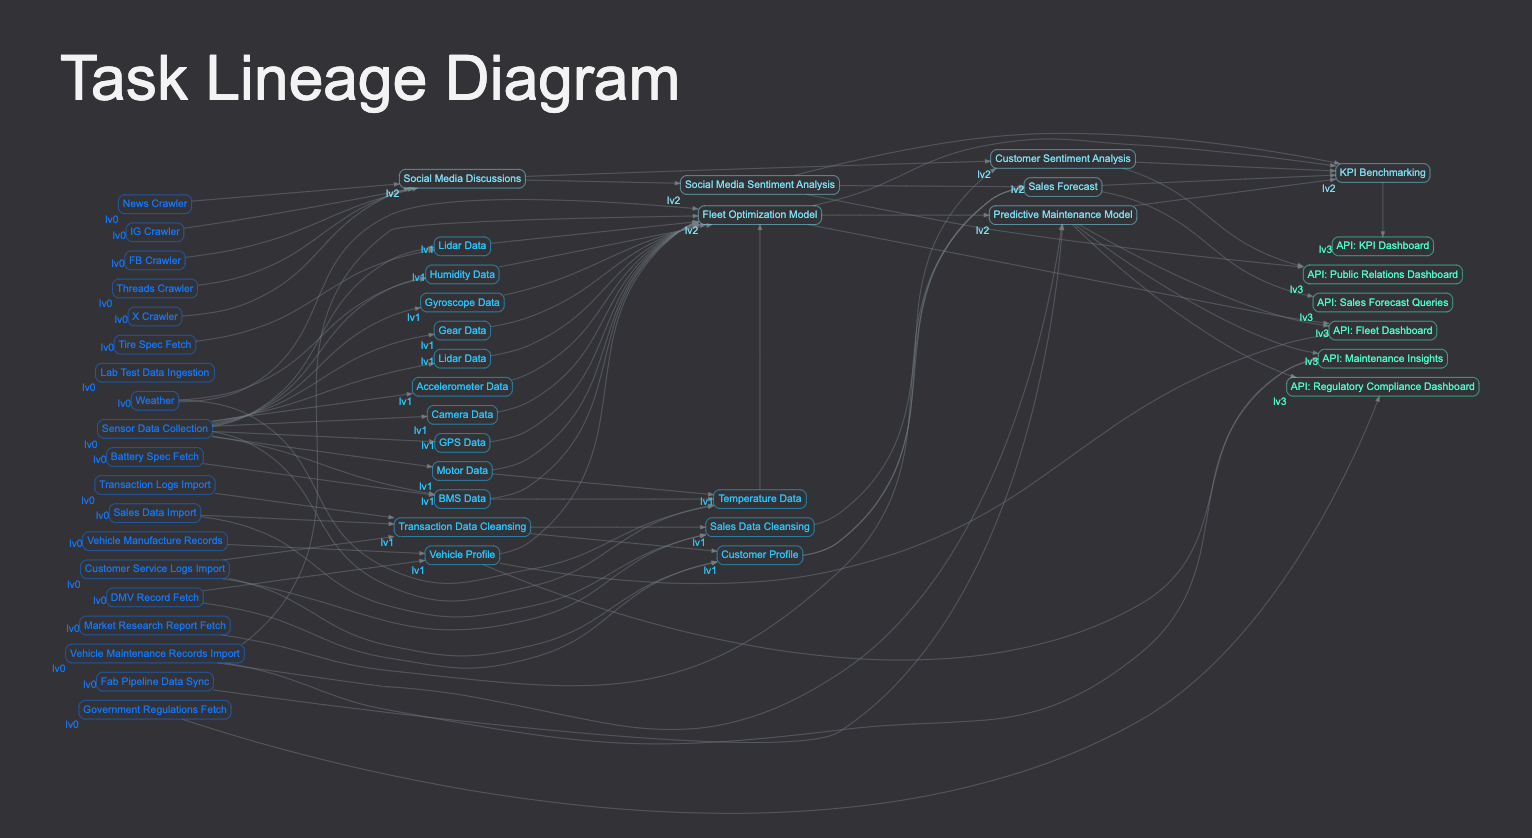 Task Lineage Diagram
News Crawler
lv0
IG Crawler
lv0
FB Crawler
lv0
Threads Crawler
lv0
X Crawler
lv0
Tire Spec Fetch
lv0
Lab Test Data Ingestion
lv0
Weather
lv0
Sensor Data Collection
lv0
Battery Spec Fetch
lv0
Transaction Logs Import
lv0
Sales Data Import
lv0
Vehicle Manufacture Records
lv0
Customer Service Logs Import
lv0
DMV Record Fetch
lv0
Market Research Report Fetch
lv0
Vehicle Maintenance Records Import
lv0
Fab Pipeline Data Sync
lv0
Government Regulations Fetch
lv0
Social Media Discussions
lv2
Lidar Data
lv1
Humidity Data
lv1
Gyroscope Data
lv1
Gear Data
lv1
Lidar Data
lv1
Accelerometer Data
lv1
Camera Data
lv1
GPS Data
lv1
Motor Data
lv1
BMS Data
lv1
Transaction Data Cleansing
lv1
Vehicle Profile
lv1
Social Media Sentiment Analysis
lv2
Fleet Optimization Model
lv2
Temperature Data
lv1
Sales Data Cleansing
lv1
Customer Profile
lv1
Customer Sentiment Analysis
lv2
Sales Forecast
lv2
Predictive Maintenance Model
lv2
KPI Benchmarking
lv2
API: KPI Dashboard
lv3
API: Public Relations Dashboard
lv3
API: Sales Forecast Queries
lv3
API: Fleet Dashboard
lv3
API: Maintenance Insights
lv3
API: Regulatory Compliance Dashboard
lv3